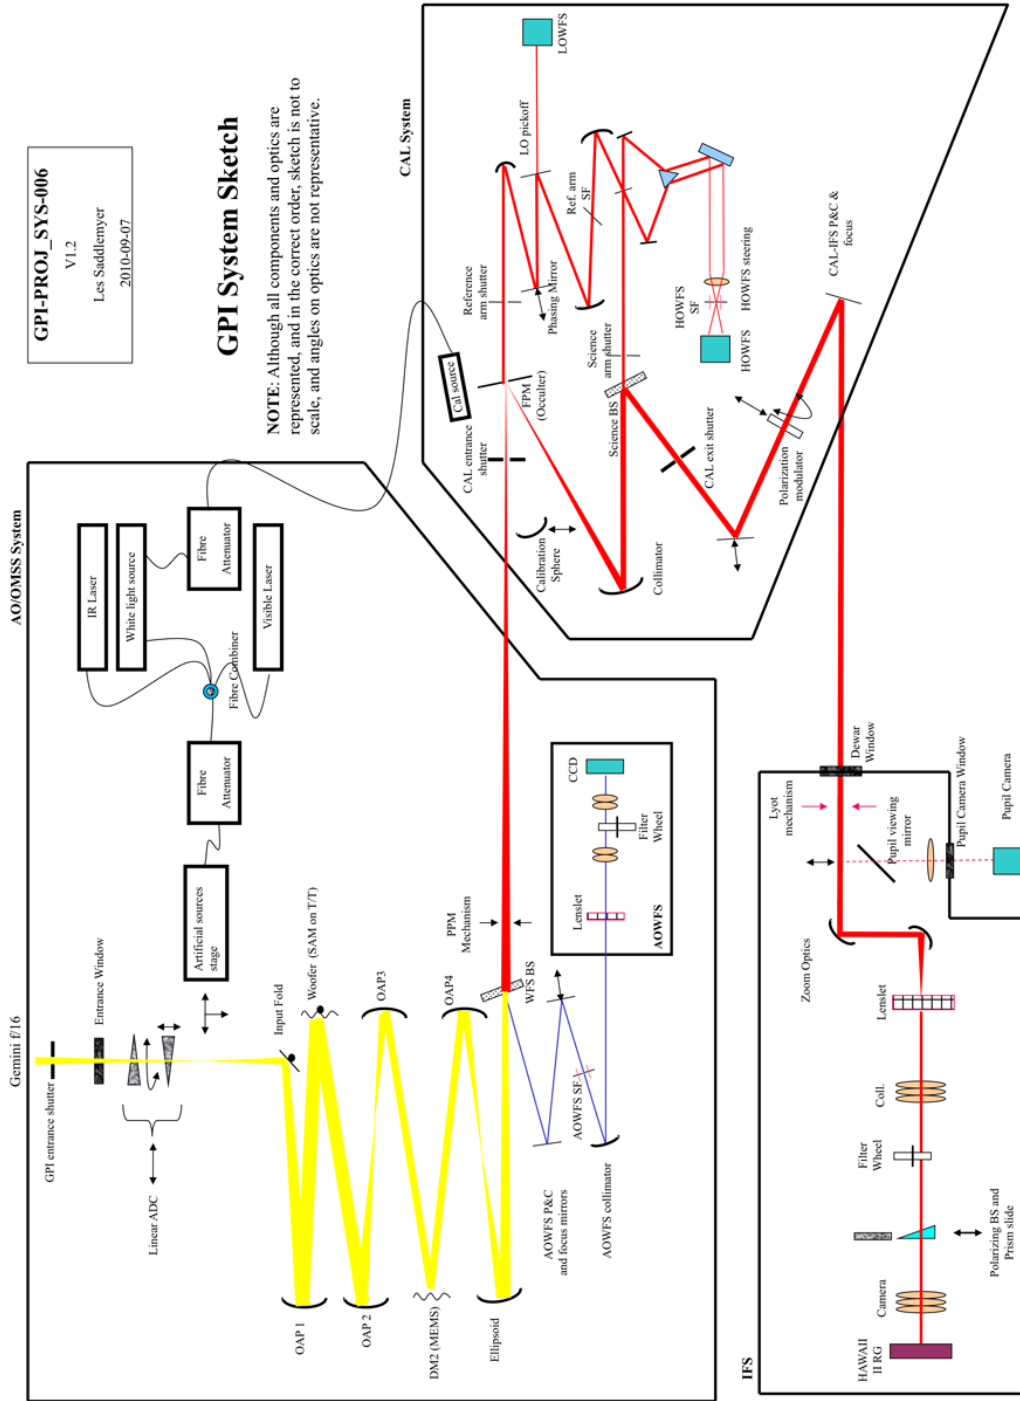 GPI-PROJ_SYS-006
V1.2
Les Saddlemyer
2010-09-07
GPI System Sketch
NOTE: Although all components and optics are
represented, and in the correct order, sketch is not to
scale, and angles on optics are not representative.
AO/OMSS System
Gemini f/16
GPI entrance shutter
Entrance Window
Linear ADC
Artificial sources
stage
Fibre
Attenuator
Fibre Combiner
IR Laser
White light source
Visible Laser
Fibre
Attenuator
Input Fold
Woofer (SAM on T/T)
OAP 1
OAP 2
OAP3
OAP4
DM2 (MEMS)
Ellipsoid
WFS BS
PPM
Mechanism
AOWFS P&C
and focus mirrors
AOWFS SF
AOWFS collimator
Lenslet
Filter
Wheel
CCD
AOWFS
CAL System
Cal source
CAL entrance
shutter
FPM
(Occulter)
Calibration
Sphere
Collimator
Reference
arm shutter
Phasing Mirror
LO pickoff
LOWFS
Ref. arm
SF
Science
arm shutter
Science BS
HOWFS
SF
HOWFS steering
HOWFS
CAL exit shutter
Polarization
modulator
CAL-IFS P&C &
focus
IFS
Dewar
Window
Lyot
mechanism
Pupil viewing
mirror
Pupil Camera Window
Pupil Camera
Zoom Optics
Lenslet
Coll.
Filter
Wheel
Polarizing BS and
Prism slide
Camera
HAWAII
II RG